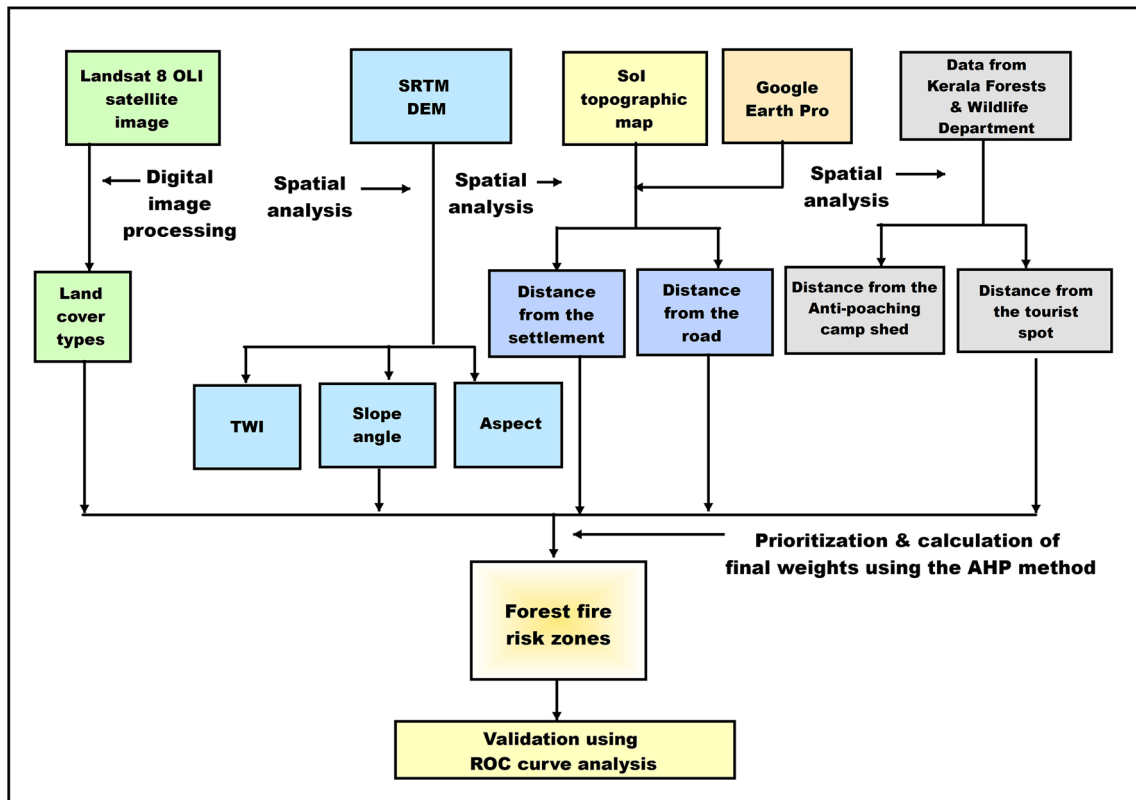 Landsat 8 OLI
satellite
image
SRTM
DEM
SoI
topographic
map
Google
Earth Pro
Data from
Kerala Forests
& Wildlife
Department
Digital
image
processing
Spatial
analysis
Spatial
analysis
Spatial
analysis
Land
cover
types
Distance
from the
settlement
Distance
from the
road
Distance from the
Anti-poaching
camp shed
Distance from
the tourist
spot
TWI
Slope
angle
Aspect
Prioritization & calculation of
final weights using the AHP method
Forest fire
risk zones
Validation using
ROC curve analysis